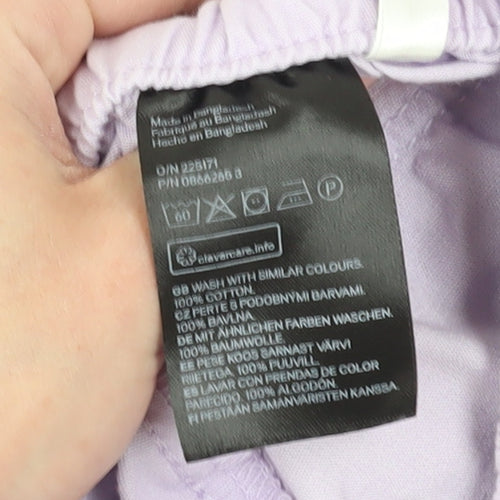 Made in Bangladesh
Fabriqué au Bangladesh
Hecho en Bangladesh
O/N 225171
P/N 0866265 3
60
P
clevercare.info
GB WASH WITH SIMILAR COLOURS.
100% COTTON.
CZ PERTE S PODOBNÝMI BARVAMI.
100% BAVLNA.
DE MIT ÄHNLICHEN FARBEN WASCHEN.
100% BAUMWOLLE.
EE PESE KOOS SARNAST VÄRVI
RIIETEGA. 100% PUUVILL.
ES LAVAR CON PRENDAS DE COLOR
PARECIDO. 100% ALGODÓN.
FI PESTÄÄN SAMANVÄRISTEN KANSSA.